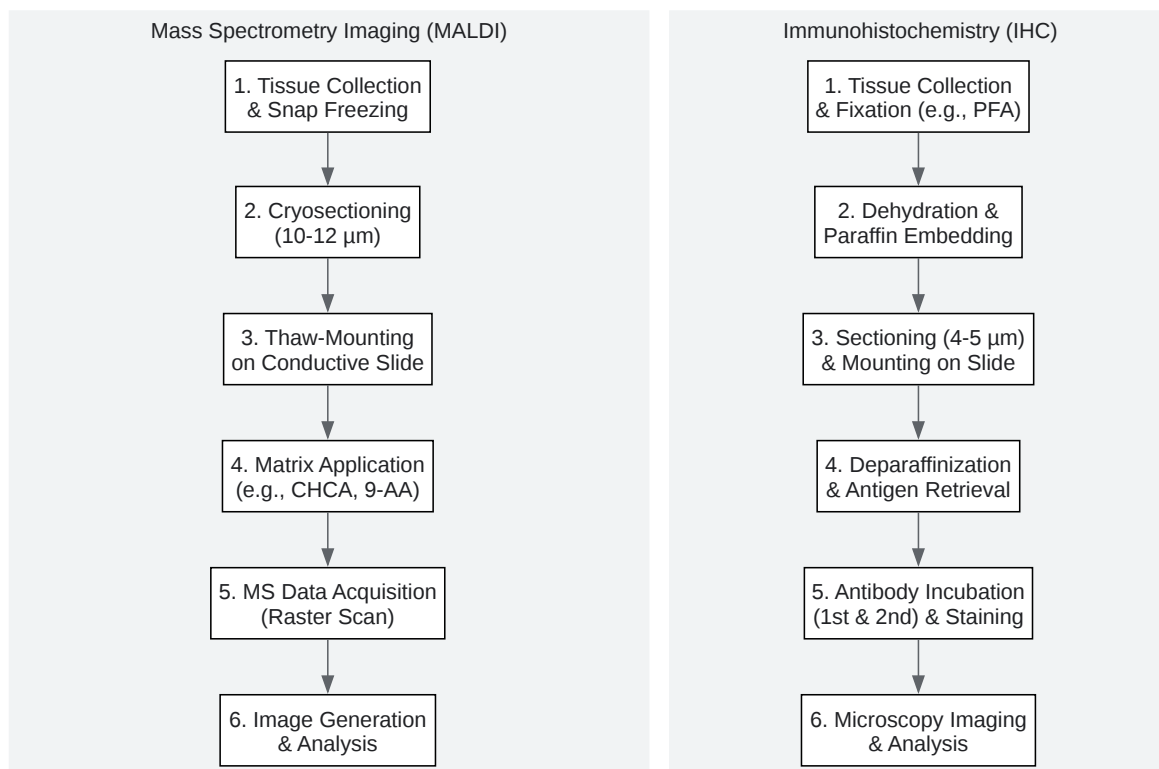 Mass Spectrometry Imaging (MALDI)
1. Tissue Collection
& Snap Freezing
2. Cryosectioning
(10-12 µm)
3. Thaw-Mounting
on Conductive Slide
4. Matrix Application
(e.g., CHCA, 9-AA)
5. MS Data Acquisition
(Raster Scan)
6. Image Generation
& Analysis
Immunohistochemistry (IHC)
1. Tissue Collection
& Fixation (e.g., PFA)
2. Dehydration &
Paraffin Embedding
3. Sectioning (4-5 µm)
& Mounting on Slide
4. Deparaffinization
& Antigen Retrieval
5. Antibody Incubation
(1st & 2nd) & Staining
6. Microscopy Imaging
& Analysis